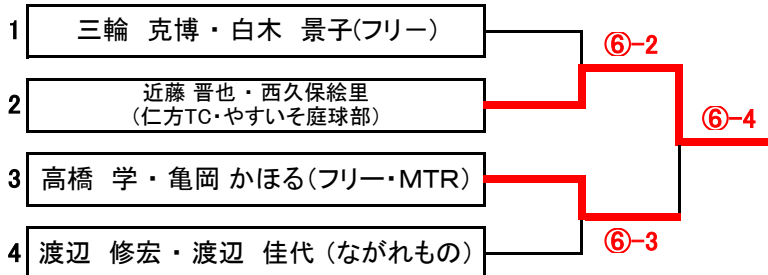 1 三輪 克博・白木 景子(フリー)
⑥-2
2 近藤 晋也・西久保絵里
(仁方TC・やすいそ庭球部)
⑥-4
3 高橋 学・亀岡 かほる(フリー・MTR)
⑥-3
4 渡辺 修宏・渡辺 佳代(ながれもの)